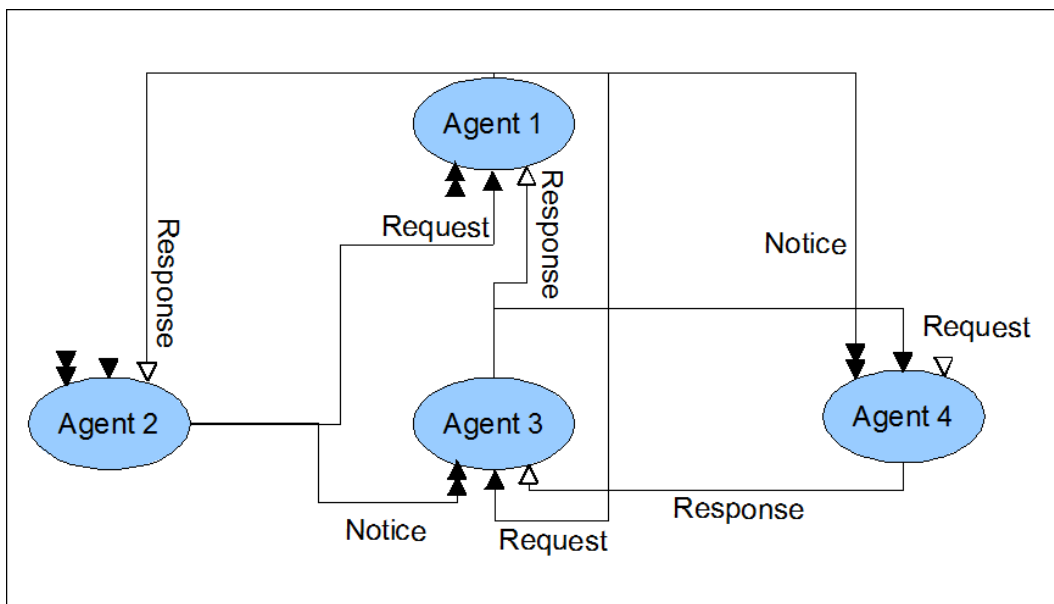 Agent 1
Response
Response
Request
Notice
Request
Agent 2
Agent 3
Agent 4
Notice
Request
Response